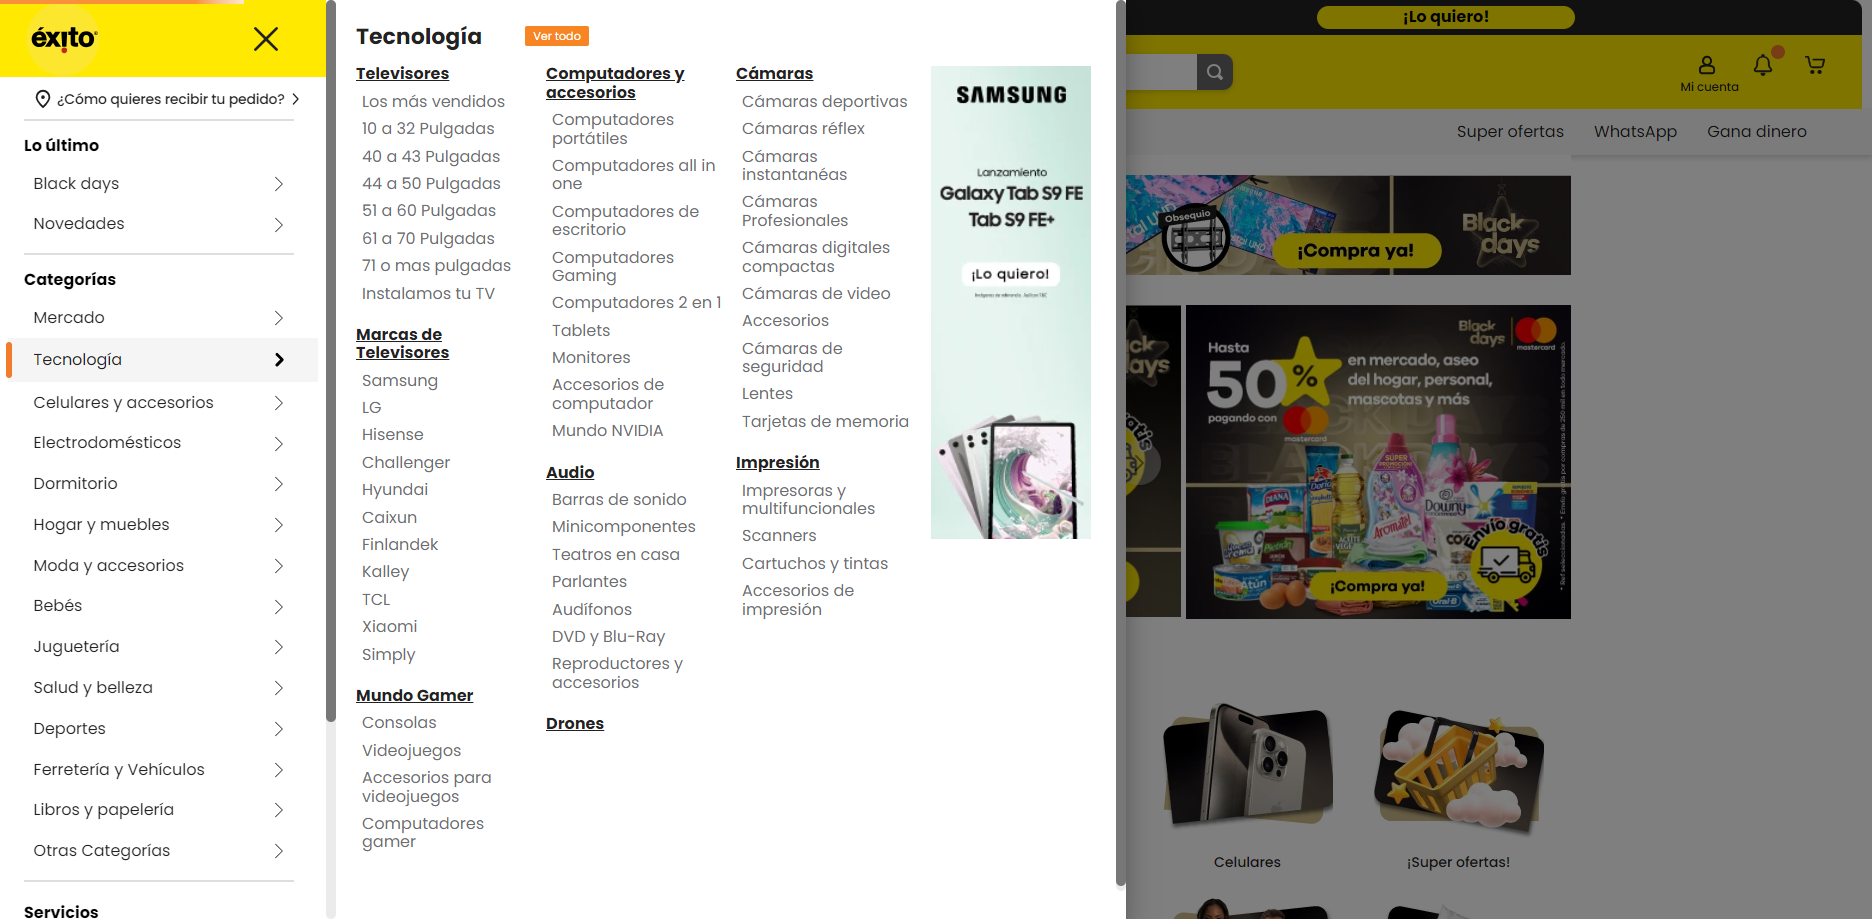 éxito
¿Cómo quieres recibir tu pedido?
Lo último
Black days
Novedades
Categorías
Mercado
Tecnología
Celulares y accesorios
Electrodomésticos
Dormitorio
Hogar y muebles
Moda y accesorios
Bebés
Juguetería
Salud y belleza
Deportes
Ferretería y Vehículos
Libros y papelería
Otras Categorías
Servicios
Tecnología
Ver todo
Televisores
Los más vendidos
10 a 32 Pulgadas
40 a 43 Pulgadas
44 a 50 Pulgadas
51 a 60 Pulgadas
61 a 70 Pulgadas
71 o mas pulgadas
Instalamos tu TV
Marcas de
Televisores
Samsung
LG
Hisense
Challenger
Hyundai
Caixun
Finlandek
Kalley
TCL
Xiaomi
Simply
Mundo Gamer
Consolas
Videojuegos
Accesorios para
videojuegos
Computadores
gamer
Computadores y
accesorios
Computadores
portátiles
Computadores all in
one
Computadores de
escritorio
Computadores
Gaming
Computadores 2 en 1
Tablets
Monitores
Accesorios de
computador
Mundo NVIDIA
Audio
Barras de sonido
Minicomponentes
Teatros en casa
Parlantes
Audífonos
DVD y Blu-Ray
Reproductores y
accesorios
Drones
Cámaras
Cámaras deportivas
Cámaras réflex
Cámaras
instantanéas
Cámaras
Profesionales
Cámaras digitales
compactas
Cámaras de video
Accesorios
Cámaras de
seguridad
Lentes
Tarjetas de memoria
Impresión
Impresoras y
multifuncionales
Scanners
Cartuchos y tintas
Accesorios de
impresión
SAMSUNG
Lanzamiento
Galaxy Tab S9 FE
Tab S9 FE+
¡Lo quiero!
¡Lo quiero!
Mi cuenta
Super ofertas
WhatsApp
Gana dinero
Obsequio
¡Compra ya!
Black
days
Black
days
mastercard
Hasta
50%
en mercado, aseo
del hogar, personal,
mascotas y más
pagando con
mastercard
SUPER
DIANA
Doria
Aromatel
Downy
Atún
Oral-B
Envío gratis
¡Compra ya!
Celulares
¡Super ofertas!